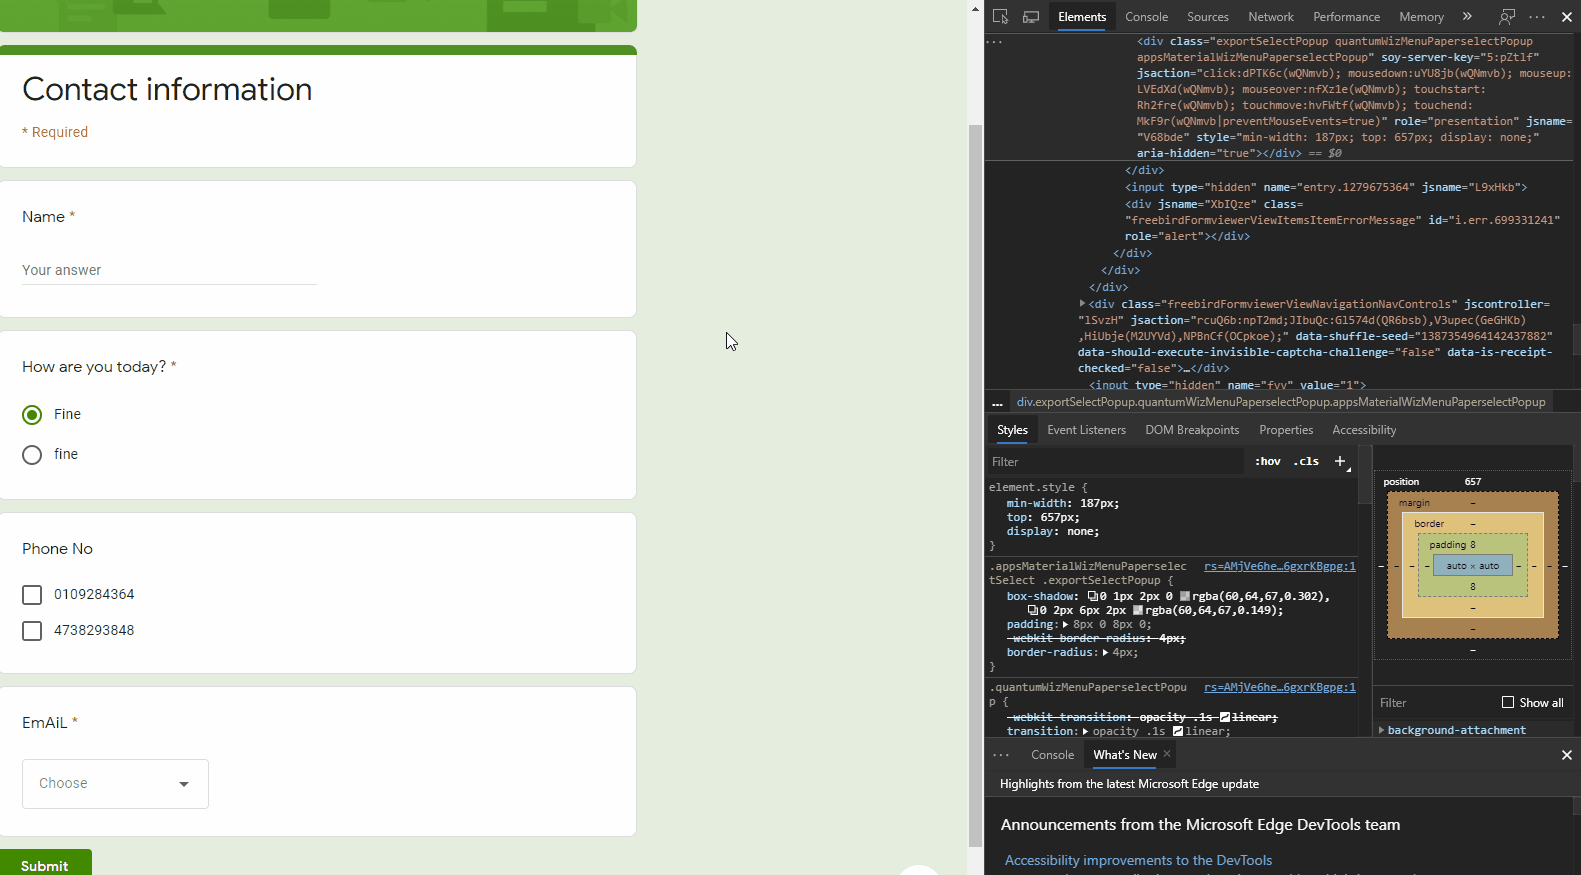 Contact information
* Required
Name *
Your answer
How are you today? *
Fine
fine
Phone No
0109284364
4738293848
EmAiL *
Choose
Submit
Elements Console Sources Network Performance Memory » ··· ×
···
<div class="exportSelectPopup quantumWizMenuPaperselectPopup
appsMaterialWizMenuPaperselectPopup" soy-server-key="5:pZtlf"
jsaction="click:dPTK6c(wQNmvb); mousedown:uYU8jb(wQNmvb); mouseup:
LVEdXd(wQNmvb); mouseover:nfXz1e(wQNmvb); touchstart:
Rh2fre(wQNmvb); touchmove:hvFWtf(wQNmvb); touchend:
MkF9r(wQNmvb|preventMouseEvents=true)" role="presentation" jsname=
"V68bde" style="min-width: 187px; top: 657px; display: none;"
aria-hidden="true"></div> == $0
</div>
<input type="hidden" name="entry.1279675364" jsname="L9xHkb">
<div jsname="XbIQze" class=
"freebirdFormviewerViewItemsItemErrorMessage" id="i.err.699331241"
role="alert"></div>
</div>
</div>
</div>
<div class="freebirdFormviewerViewNavigationNavControls" jscontroller=
"lSvzH" jsaction="rcuQ6b:npT2md;JIbuQc:Gl574d(QR6bsb),V3upec(GeGHKb)
,HiUbje(M2UYVd),NPBnCf(OCpkoe);" data-shuffle-seed="1387354964142437882"
data-should-execute-invisible-captcha-challenge="false" data-is-receipt-
checked="false">…</div>
<input type="hidden" name="fvv" value="1">
... div.exportSelectPopup.quantumWizMenuPaperselectPopup.appsMaterialWizMenuPaperselectPopup
Styles Event Listeners DOM Breakpoints Properties Accessibility
Filter :hov .cls +
element.style {
min-width: 187px;
top: 657px;
display: none;
}
.appsMaterialWizMenuPaperselec rs=AMjVe6he…6gxrKBgpg:1
tSelect .exportSelectPopup {
box-shadow: 0 1px 2px 0 rgba(60,64,67,0.302),
0 2px 6px 2px rgba(60,64,67,0.149);
padding: 8px 0 8px 0;
-webkit-border-radius: 4px;
border-radius: 4px;
}
.quantumWizMenuPaperselectPopu rs=AMjVe6he…6gxrKBgpg:1
p {
-webkit-transition: opacity .1s linear;
transition: opacity .1s linear;
position 657
margin –
border –
padding 8
– – – – auto × auto – – – –
8
–
–
–
Filter Show all
background-attachment
··· Console What's New × ×
Highlights from the latest Microsoft Edge update
Announcements from the Microsoft Edge DevTools team
Accessibility improvements to the DevTools